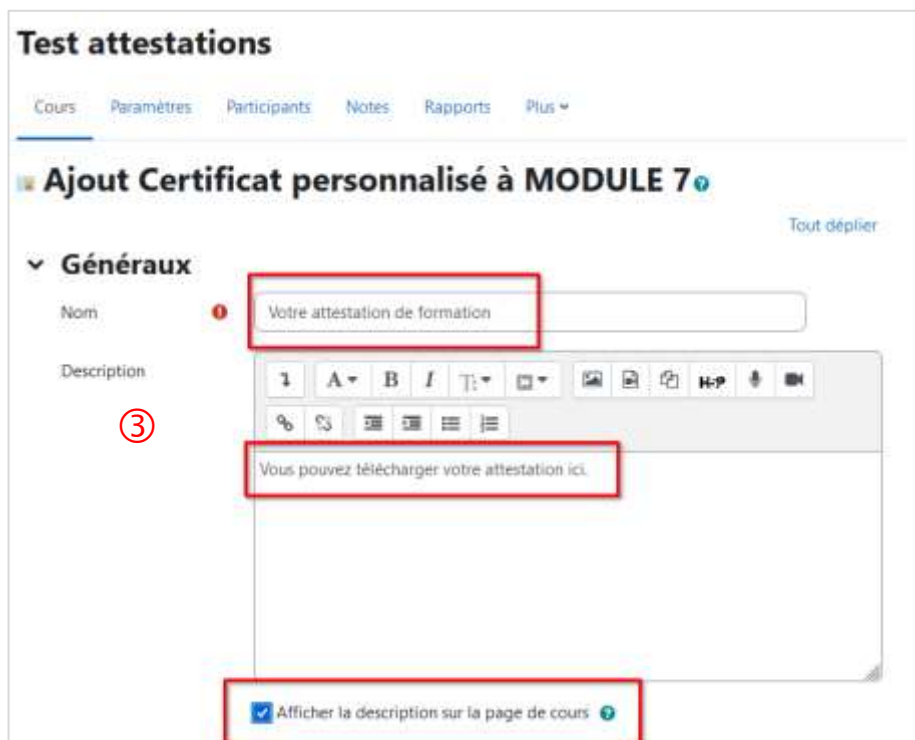 Test attestations
Cours Paramètres Participants Notes Rapports Plus
Ajout Certificat personnalisé à MODULE 7
Tout déplier
Généraux
Nom
Votre attestation de formation
Description
A B I T H-P
③
Vous pouvez télécharger votre attestation ici.
Afficher la description sur la page de cours